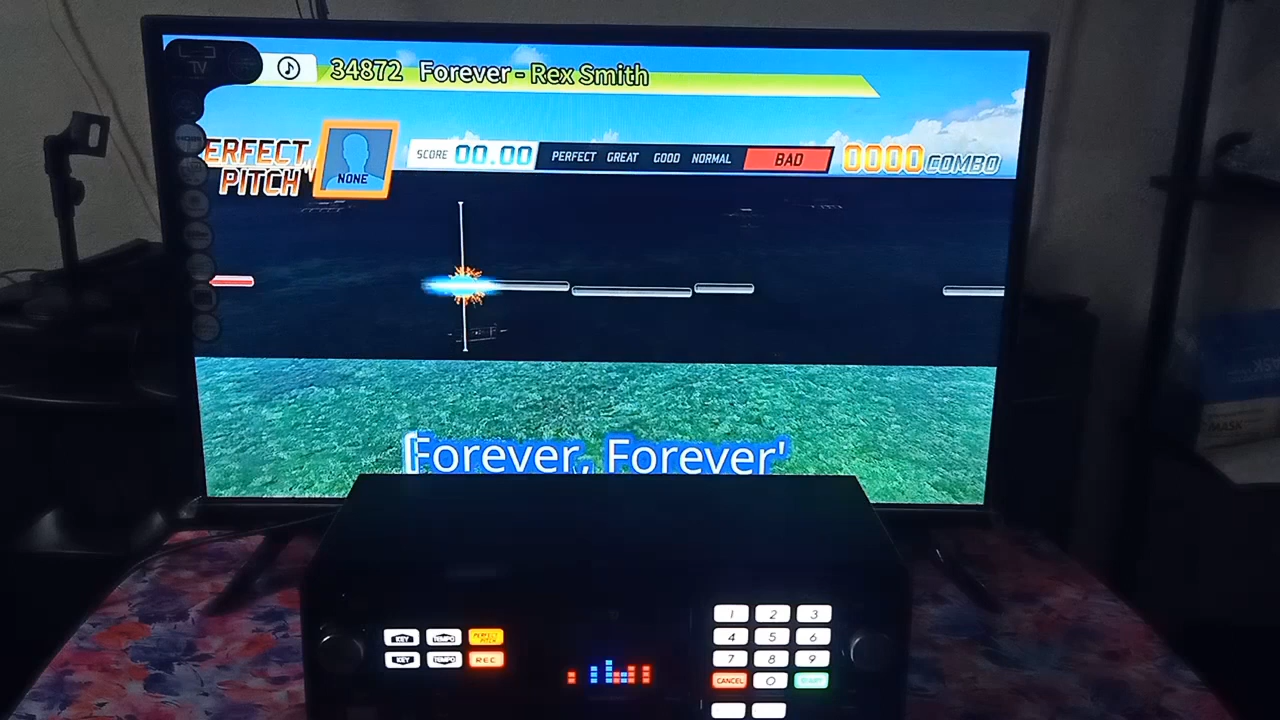 TV
34872 Forever - Rex Smith
PERFECT
PITCH
NONE
SCORE 00.00 PERFECT GREAT GOOD NORMAL BAD 0000 COMBO
Forever, Forever'
MASK
1 2 3
KEY TEMPO PERFECT PITCH 4 5 6
KEY TEMPO REC 7 8 9
CANCEL 0 START